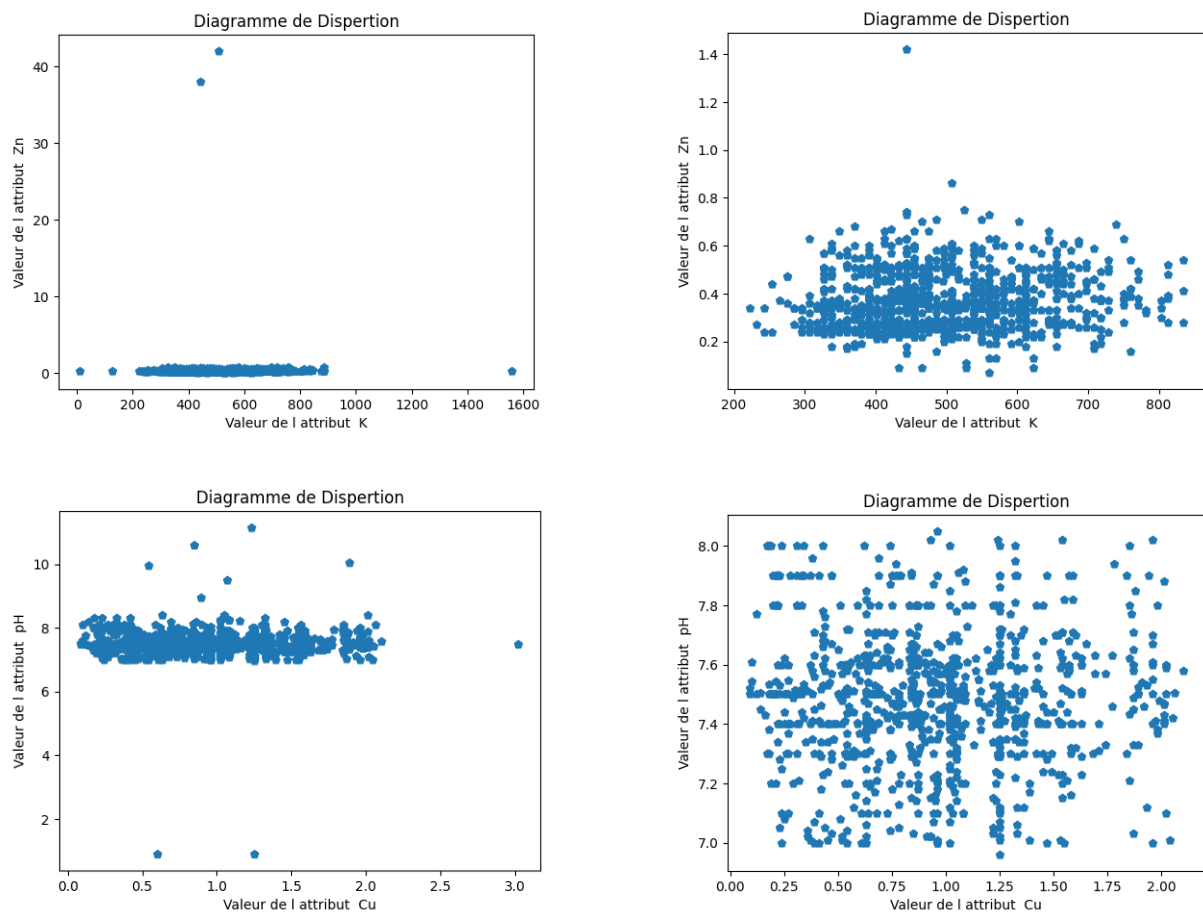 Diagramme de Dispertion
40
30
20
10
0
Valeur de l attribut Zn
0 200 400 600 800 1000 1200 1400 1600
Valeur de l attribut K
Diagramme de Dispertion
1.4
1.2
1.0
0.8
0.6
0.4
0.2
Valeur de l attribut Zn
200 300 400 500 600 700 800
Valeur de l attribut K
Diagramme de Dispertion
10
8
6
4
2
Valeur de l attribut pH
0.0 0.5 1.0 1.5 2.0 2.5 3.0
Valeur de l attribut Cu
Diagramme de Dispertion
8.0
7.8
7.6
7.4
7.2
7.0
Valeur de l attribut pH
0.00 0.25 0.50 0.75 1.00 1.25 1.50 1.75 2.00
Valeur de l attribut Cu